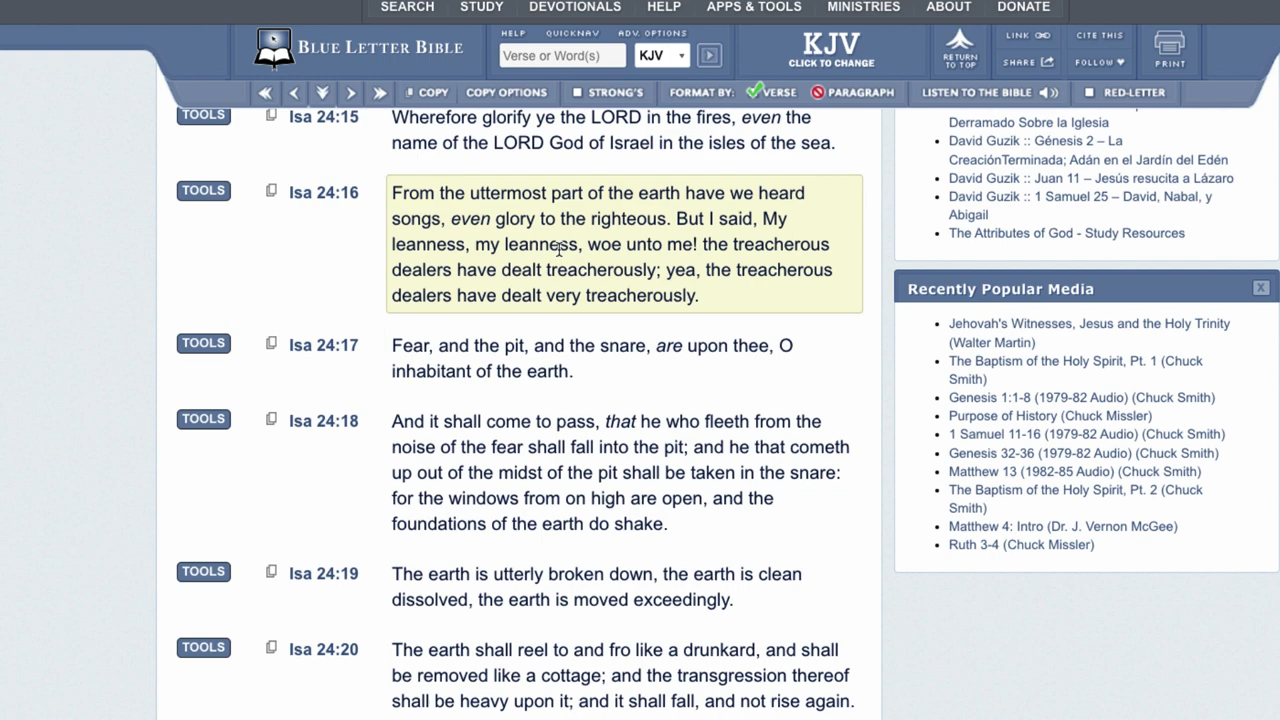 SEARCH STUDY DEVOTIONALS HELP APPS & TOOLS MINISTRIES ABOUT DONATE
BLUE LETTER BIBLE
HELP QUICKNAV ADV. OPTIONS
Verse or Word(s) KJV
KJV
CLICK TO CHANGE
RETURN
TO TOP
LINK CITE THIS
SHARE FOLLOW
PRINT
COPY COPY OPTIONS STRONG'S FORMAT BY: VERSE PARAGRAPH LISTEN TO THE BIBLE RED-LETTER
TOOLS Isa 24:15 Wherefore glorify ye the LORD in the fires, even the
name of the LORD God of Israel in the isles of the sea.
TOOLS Isa 24:16 From the uttermost part of the earth have we heard
songs, even glory to the righteous. But I said, My
leanness, my leanness, woe unto me! the treacherous
dealers have dealt treacherously; yea, the treacherous
dealers have dealt very treacherously.
TOOLS Isa 24:17 Fear, and the pit, and the snare, are upon thee, O
inhabitant of the earth.
TOOLS Isa 24:18 And it shall come to pass, that he who fleeth from the
noise of the fear shall fall into the pit; and he that cometh
up out of the midst of the pit shall be taken in the snare:
for the windows from on high are open, and the
foundations of the earth do shake.
TOOLS Isa 24:19 The earth is utterly broken down, the earth is clean
dissolved, the earth is moved exceedingly.
TOOLS Isa 24:20 The earth shall reel to and fro like a drunkard, and shall
be removed like a cottage; and the transgression thereof
shall be heavy upon it; and it shall fall, and not rise again.
Derramado Sobre la Iglesia
David Guzik :: Génesis 2 – La
CreaciónTerminada; Adán en el Jardín del Edén
David Guzik :: Juan 11 – Jesús resucita a Lázaro
David Guzik :: 1 Samuel 25 – David, Nabal, y
Abigail
The Attributes of God - Study Resources
Recently Popular Media X
Jehovah's Witnesses, Jesus and the Holy Trinity
(Walter Martin)
The Baptism of the Holy Spirit, Pt. 1 (Chuck
Smith)
Genesis 1:1-8 (1979-82 Audio) (Chuck Smith)
Purpose of History (Chuck Missler)
1 Samuel 11-16 (1979-82 Audio) (Chuck Smith)
Genesis 32-36 (1979-82 Audio) (Chuck Smith)
Matthew 13 (1982-85 Audio) (Chuck Smith)
The Baptism of the Holy Spirit, Pt. 2 (Chuck
Smith)
Matthew 4: Intro (Dr. J. Vernon McGee)
Ruth 3-4 (Chuck Missler)